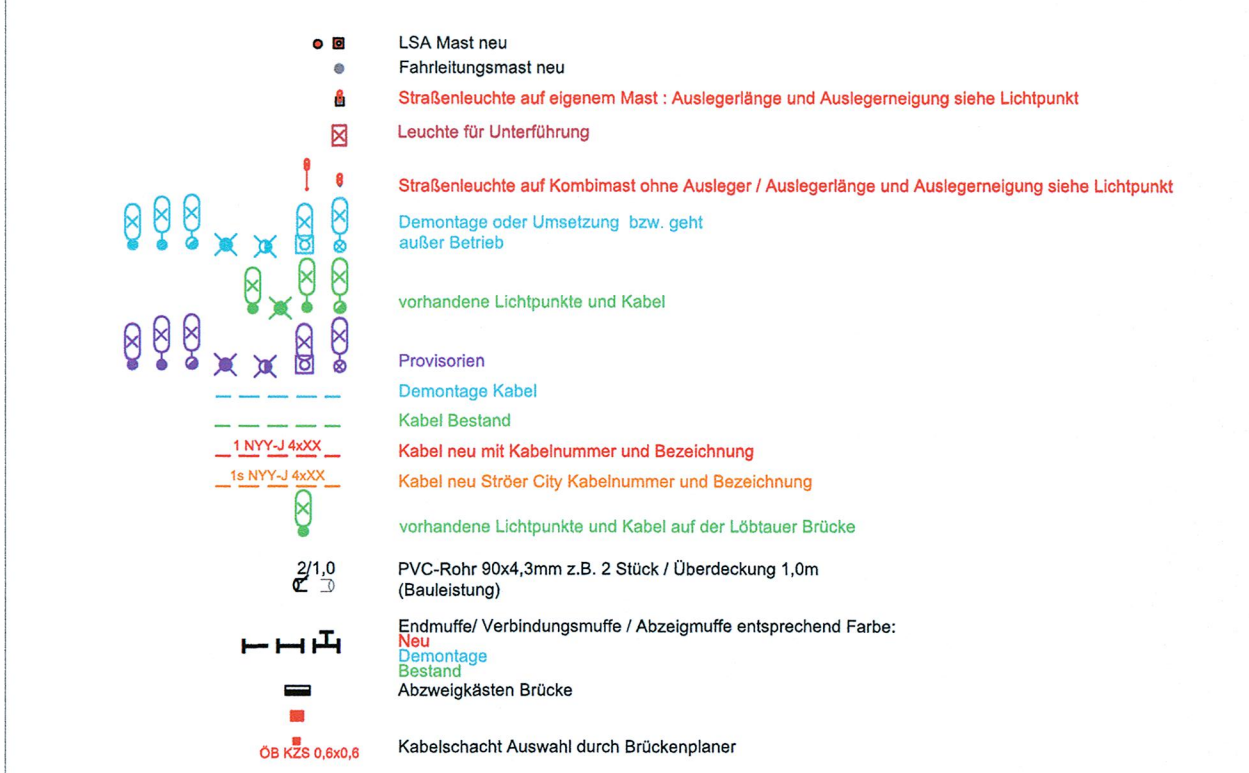 LSA Mast neu
Fahrleitungsmast neu
Straßenleuchte auf eigenem Mast : Auslegerlänge und Auslegerneigung siehe Lichtpunkt
Leuchte für Unterführung
Straßenleuchte auf Kombimast ohne Ausleger / Auslegerlänge und Auslegerneigung siehe Lichtpunkt
Demontage oder Umsetzung bzw. geht
außer Betrieb
vorhandene Lichtpunkte und Kabel
Provisorien
Demontage Kabel
Kabel Bestand
1 NYY-J 4xXX
Kabel neu mit Kabelnummer und Bezeichnung
1s NYY-J 4xXX
Kabel neu Ströer City Kabelnummer und Bezeichnung
vorhandene Lichtpunkte und Kabel auf der Löbtauer Brücke
2/1,0
PVC-Rohr 90x4,3mm z.B. 2 Stück / Überdeckung 1,0m
(Bauleistung)
Endmuffe/ Verbindungsmuffe / Abzeigmuffe entsprechend Farbe:
Neu
Demontage
Bestand
Abzweigkästen Brücke
ÖB KZS 0,6x0,6
Kabelschacht Auswahl durch Brückenplaner